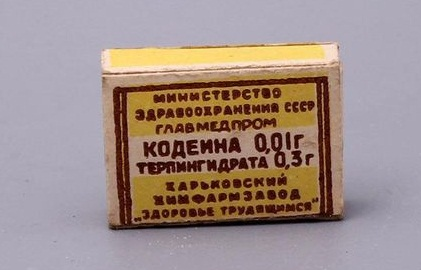 МИНИСТЕРСТВО
ЗДРАВООХРАНЕНИЯ СССР
ГЛАВМЕДПРОМ
КОДЕИНА 0,01г
ТЕРПИНГИДРАТА 0,3г
ХАРЬКОВСКИЙ
ХИМФАРМЗАВОД
„ЗДОРОВЬЕ ТРУДЯЩИМСЯ"